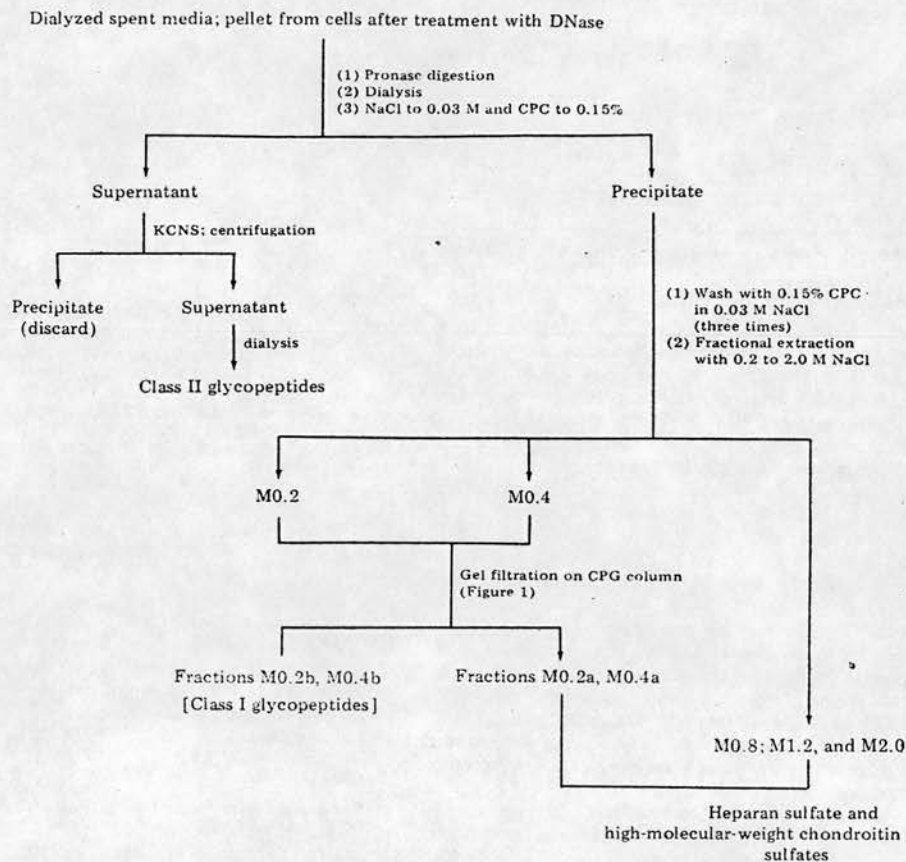 Dialyzed spent media; pellet from cells after treatment with DNase
(1) Pronase digestion
(2) Dialysis
(3) NaCl to 0.03 M and CPC to 0.15%
Supernatant
Precipitate
KCNS; centrifugation
Precipitate
(discard)
Supernatant
(1) Wash with 0.15% CPC
in 0.03 M NaCl
(three times)
(2) Fractional extraction
with 0.2 to 2.0 M NaCl
dialysis
Class II glycopeptides
M0.2
M0.4
Gel filtration on CPG column
(Figure 1)
Fractions M0.2b, M0.4b
[Class I glycopeptides]
Fractions M0.2a, M0.4a
M0.8; M1.2, and M2.0
Heparan sulfate and
high-molecular-weight chondroitin
sulfates